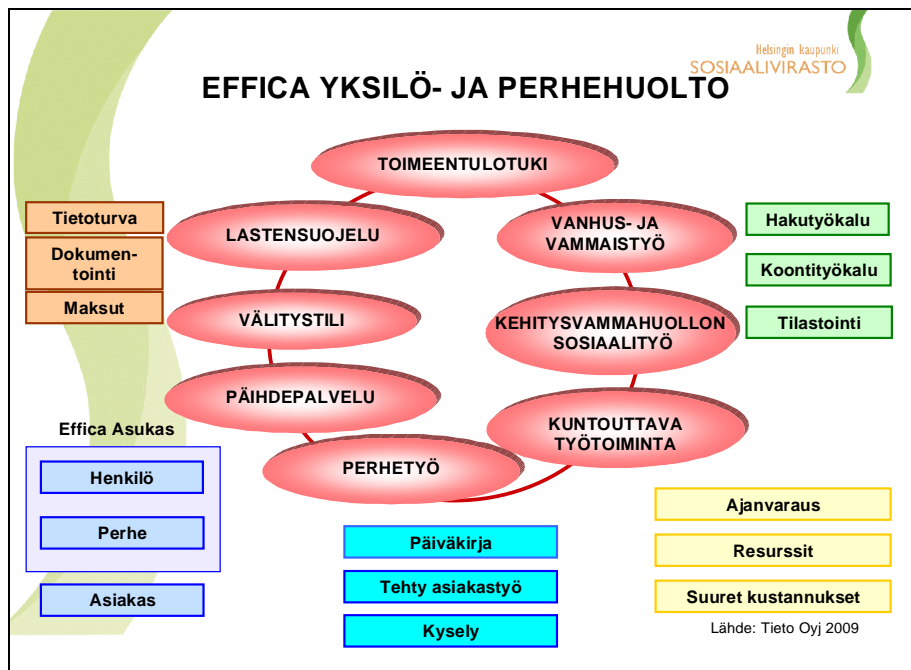 Helsingin kaupunki
SOSIAALIVIRASTO
EFFICA YKSILÖ- JA PERHEHUOLTO
TOIMEENTULOTUKI
Tietoturva
LASTENSUOJELU
VANHUS- JA
VAMMAISTYÖ
Hakutyökalu
Dokumen-
tointi
Koontityökalu
Maksut
VÄLITYSTILI
KEHITYSVAMMAHUOLLON
SOSIAALITYÖ
Tilastointi
PÄIHDEPALVELU
KUNTOUTTAVA
TYÖTOIMINTA
Effica Asukas
PERHETYÖ
Henkilö
Perhe
Asiakas
Päiväkirja
Tehty asiakastyö
Kysely
Ajanvaraus
Resurssit
Suuret kustannukset
Lähde: Tieto Oyj 2009